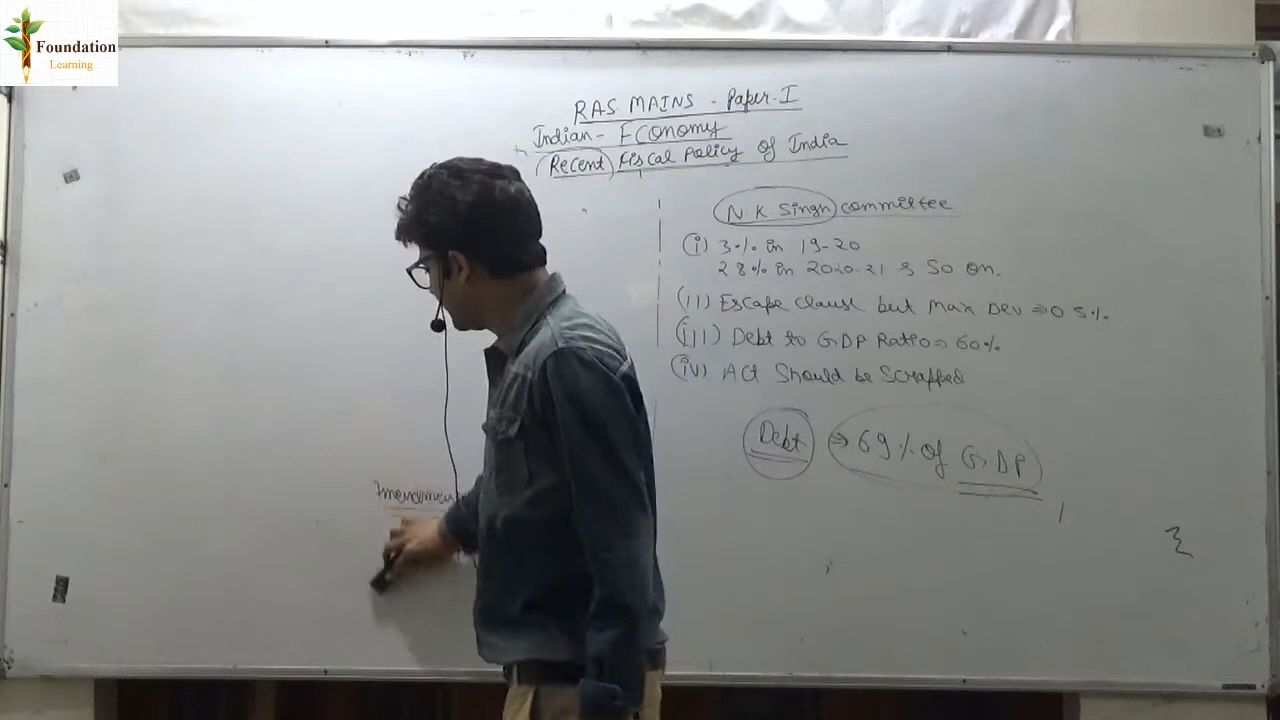 Foundation
Learning
RAS MAINS - Paper-I
Indian - Economy
(Recent) Fiscal Policy of India
N.K. Singh committee
(i) 3% in 19-20
2.8% in 2020-21 & so on.
(ii) Escape clause but Max Dev ⇒ 0.5%
(iii) Debt to GDP Ratio ⇒ 60%
(iv) Act Should be Scrapped
Debt ⇒ 69% of GDP